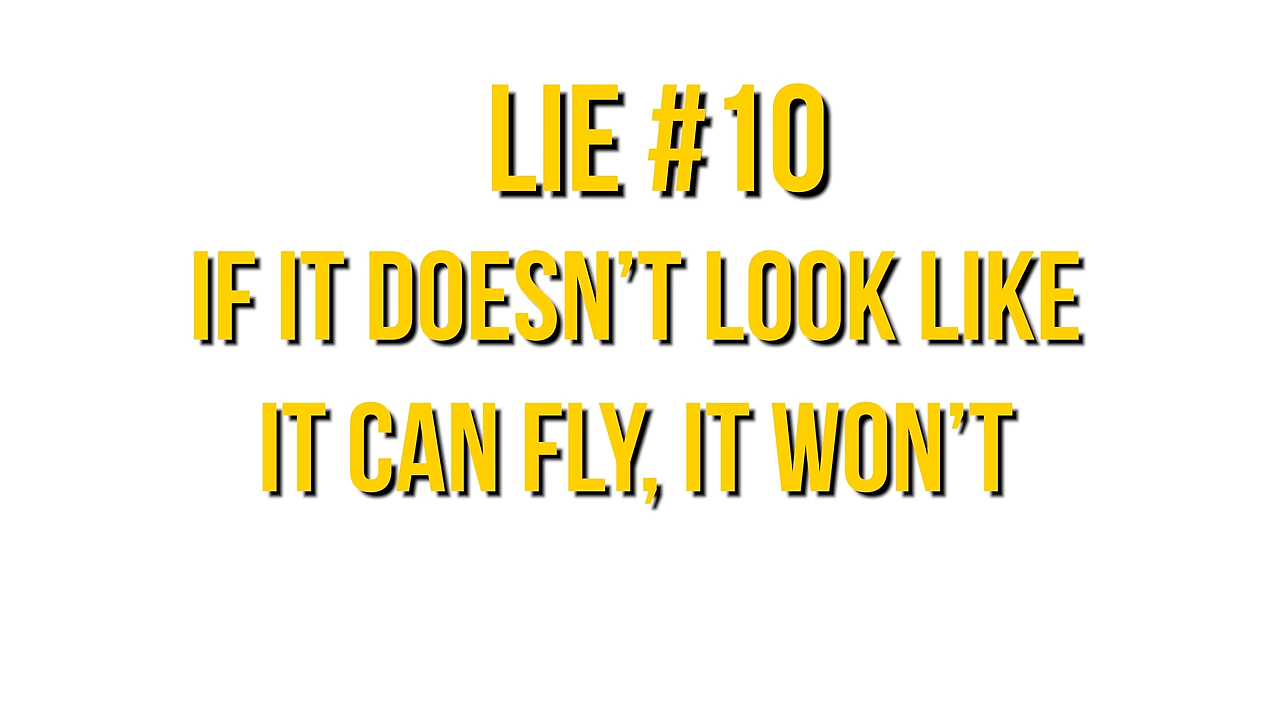 LIE #10
IF IT DOESN’T LOOK LIKE
IT CAN FLY, IT WON’T